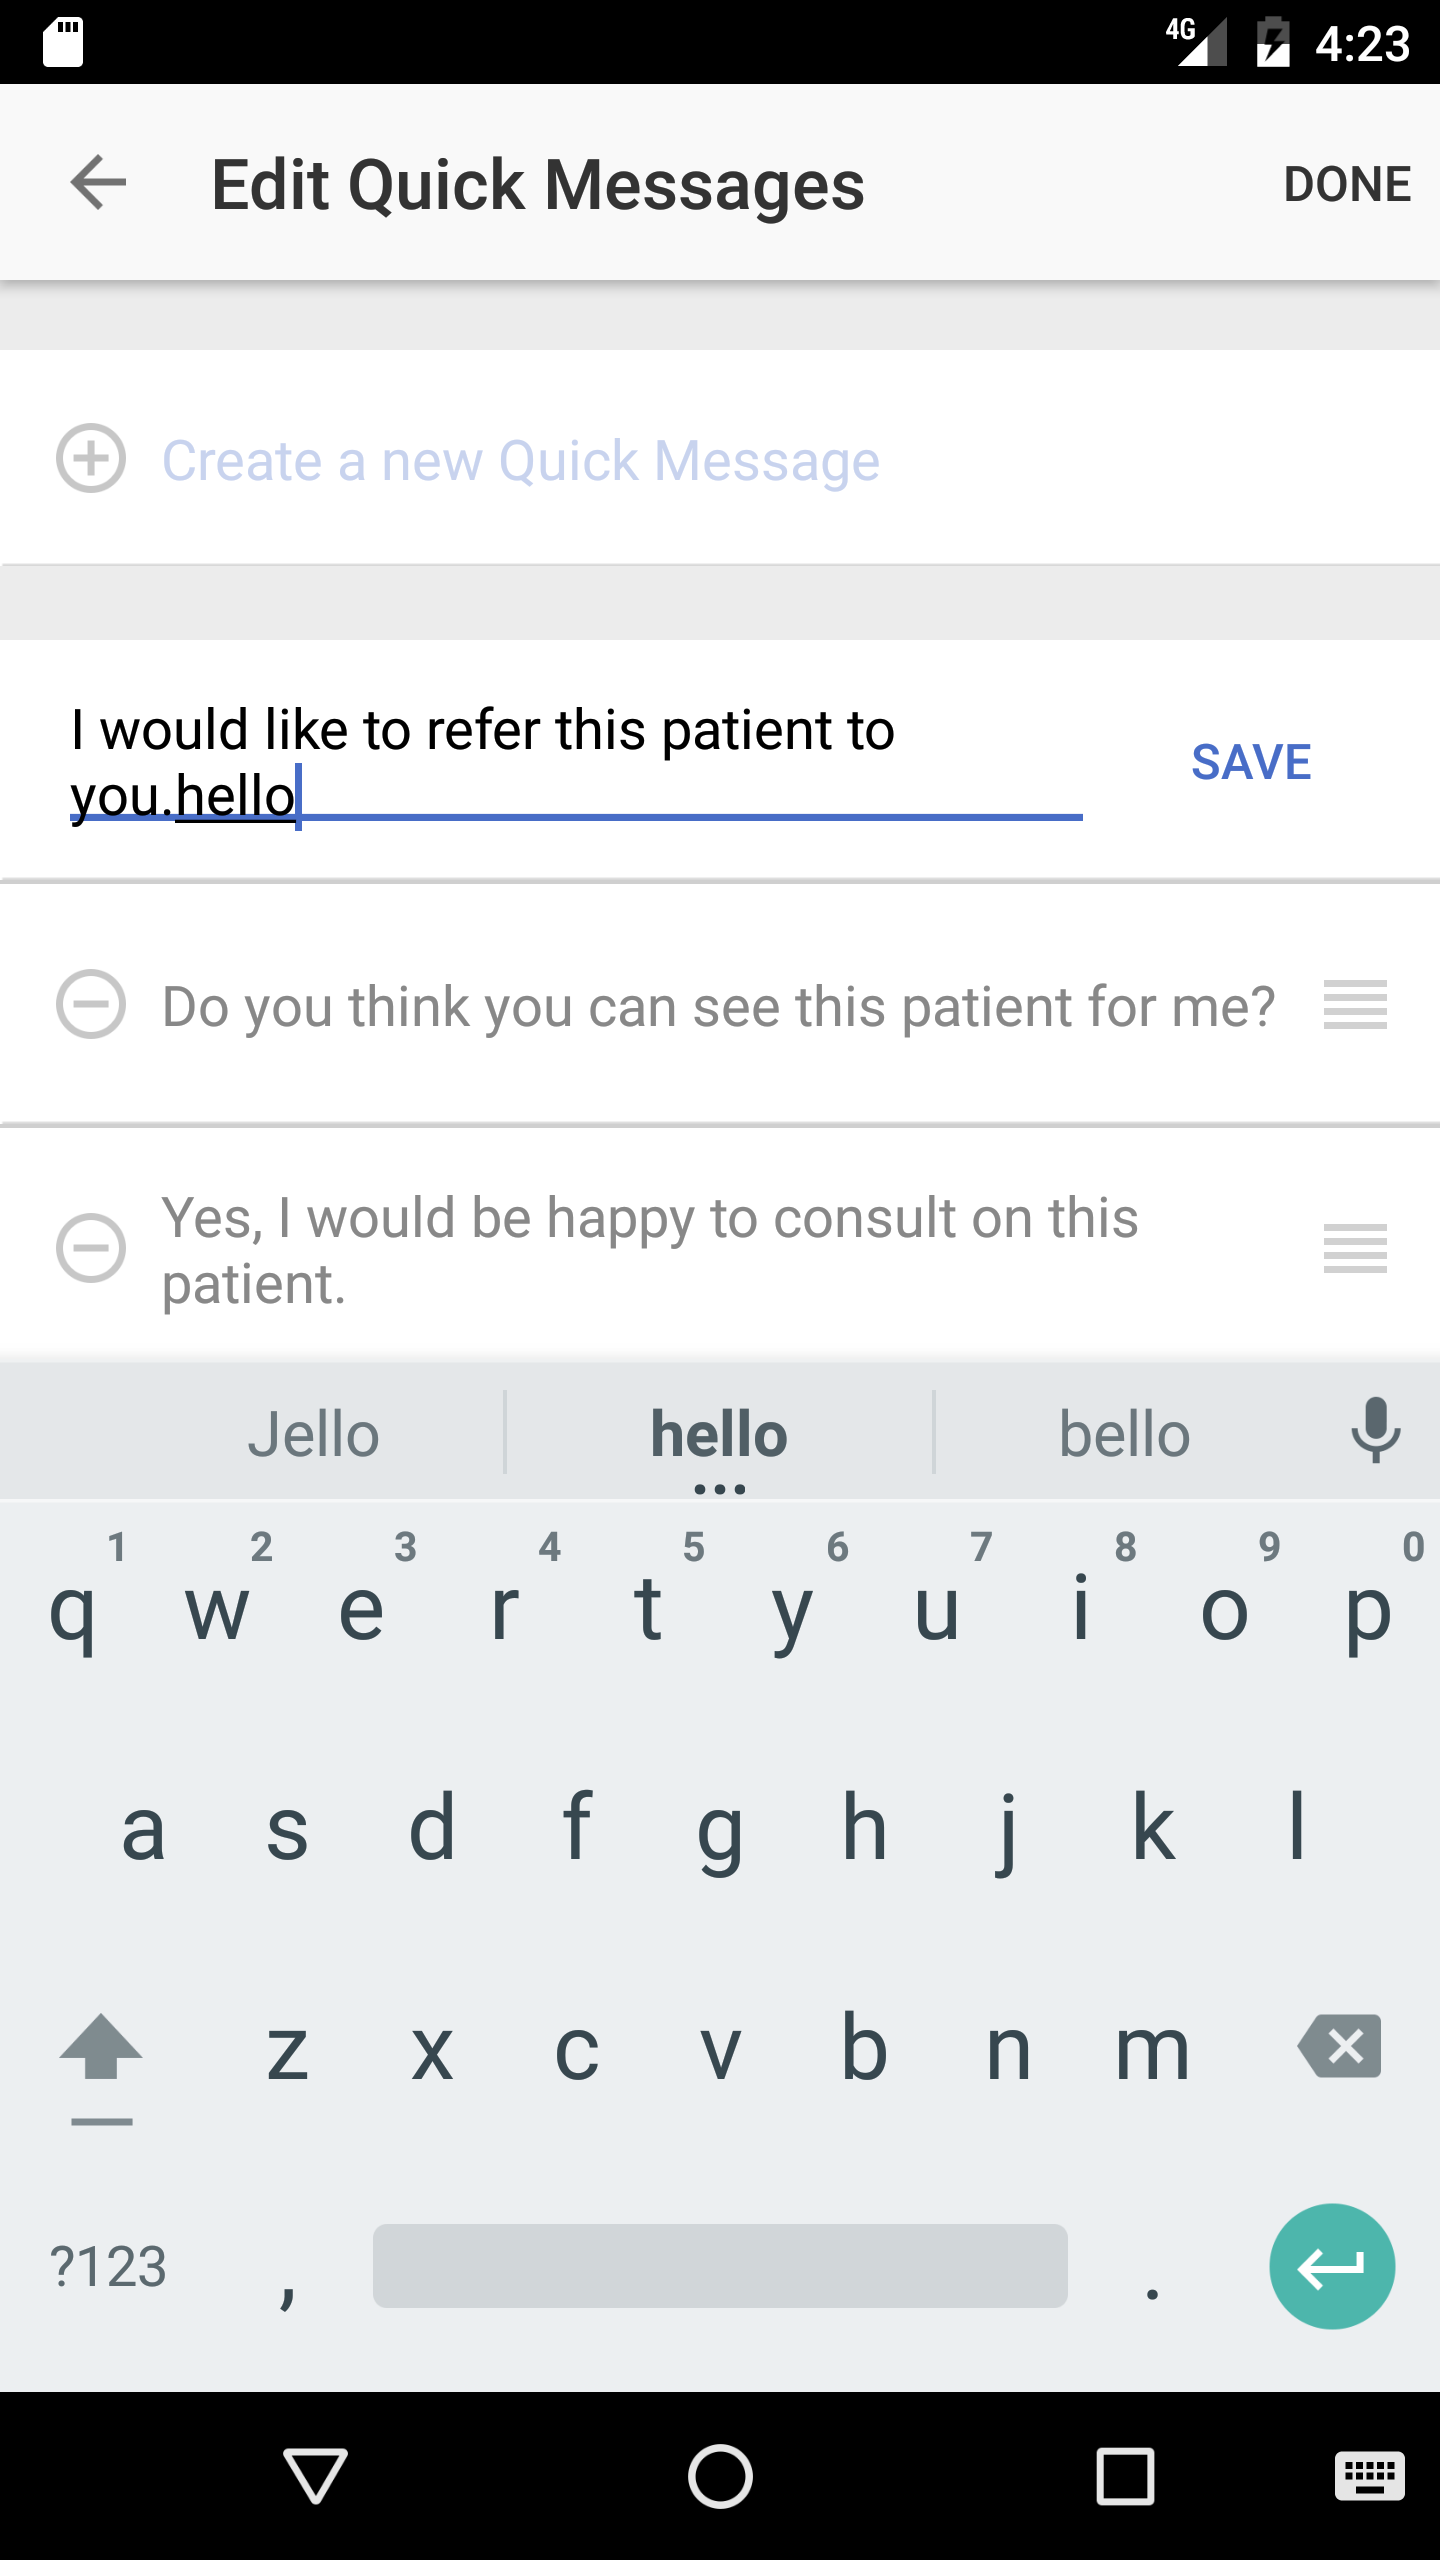 4G 4:23
Edit Quick Messages DONE
Create a new Quick Message
I would like to refer this patient to
you.hello
SAVE
Do you think you can see this patient for me?
Yes, I would be happy to consult on this
patient.
Jello hello bello
1 2 3 4 5 6 7 8 9 0
q w e r t y u i o p
a s d f g h j k l
z x c v b n m
?123 , .